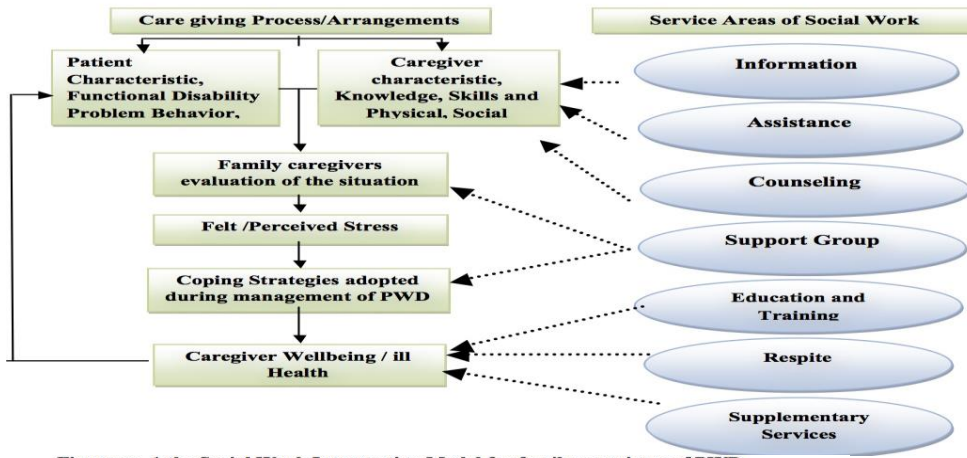 Care giving Process/Arrangements
Service Areas of Social Work
Patient
Characteristic,
Functional Disability
Problem Behavior,
Caregiver
characteristic,
Knowledge, Skills and
Physical, Social
Information
Assistance
Counseling
Family caregivers
evaluation of the situation
Felt /Perceived Stress
Support Group
Coping Strategies adopted
during management of PWD
Education and
Training
Caregiver Wellbeing / ill
Health
Respite
Supplementary
Services